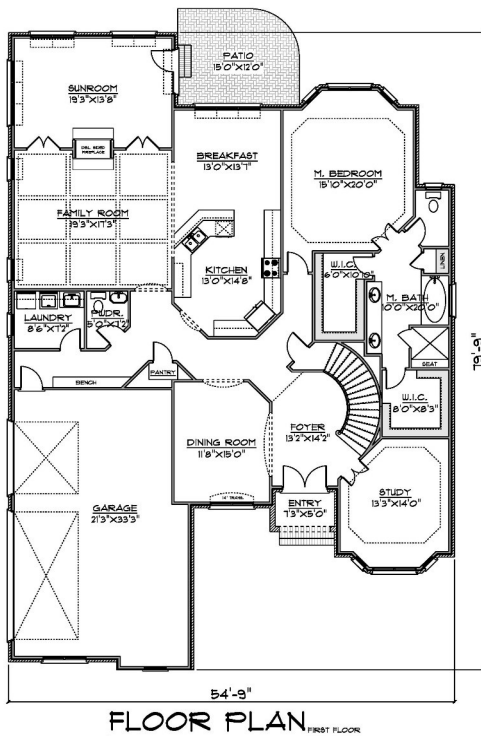 PATIO
15'0"X12'0"
SUNROOM
19'3"X13'8"
DBL SIDED
FIREPLACE
BREAKFAST
13'0"X13'7"
M. BEDROOM
15'10"X20'0"
FAMILY ROOM
19'3"X17'3"
KITCHEN
13'0"X14'8"
W.I.C.
6'0"X10'9"
LINEN
M. BATH
10'0"X20'0"
LAUNDRY
8'6"X7'2"
PWDR.
5'0"X7'2"
SEAT
79'-9"
PANTRY
BENCH
W.I.C.
8'0"X8'3"
DINING ROOM
11'8"X15'0"
FOYER
13'2"X14'2"
STUDY
13'3"X14'0"
ENTRY
7'3"X5'0"
GARAGE
21'3"X33'3"
54'-9"
FLOOR PLAN
FIRST FLOOR